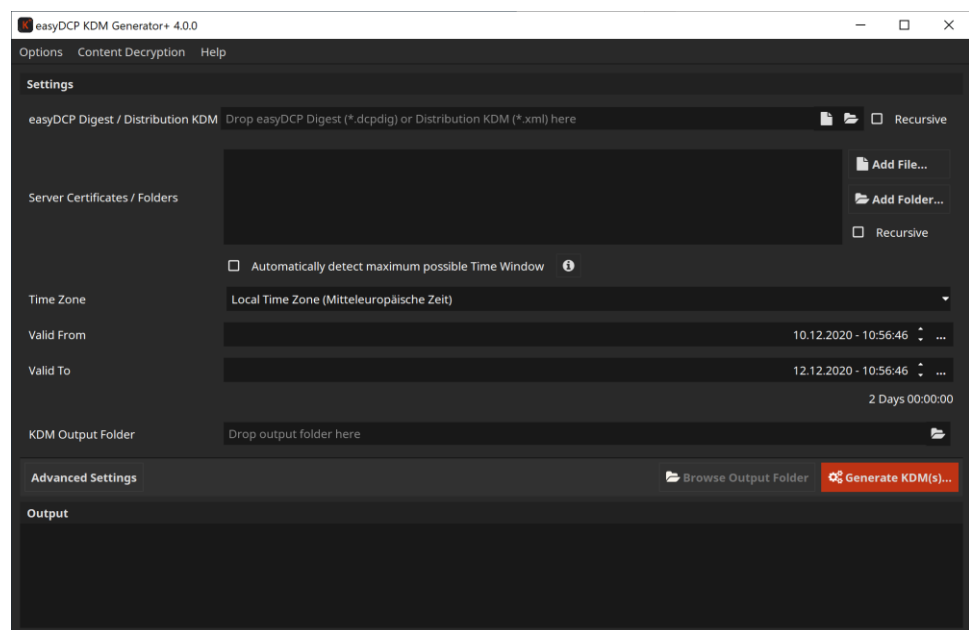 easyDCP KDM Generator+ 4.0.0
Options Content Decryption Help
Settings
easyDCP Digest / Distribution KDM Drop easyDCP Digest (*.dcpdig) or Distribution KDM (*.xml) here Recursive
Add File...
Server Certificates / Folders Add Folder...
Recursive
Automatically detect maximum possible Time Window
Time Zone Local Time Zone (Mitteleuropäische Zeit)
Valid From 10.12.2020 - 10:56:46 ...
Valid To 12.12.2020 - 10:56:46 ...
2 Days 00:00:00
KDM Output Folder Drop output folder here
Advanced Settings Browse Output Folder Generate KDM(s)...
Output